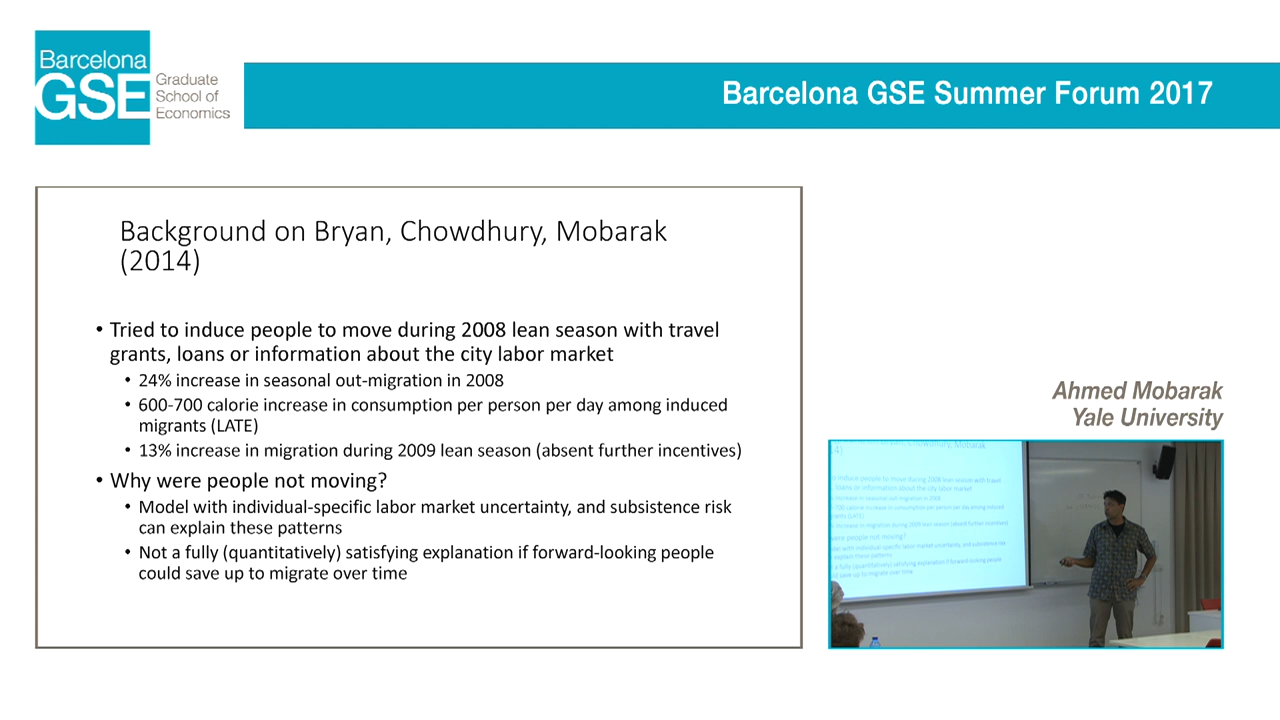 Barcelona
GSE
Graduate
School of
Economics
Barcelona GSE Summer Forum 2017
Background on Bryan, Chowdhury, Mobarak
(2014)
• Tried to induce people to move during 2008 lean season with travel
grants, loans or information about the city labor market
• 24% increase in seasonal out-migration in 2008
• 600-700 calorie increase in consumption per person per day among induced
migrants (LATE)
• 13% increase in migration during 2009 lean season (absent further incentives)
• Why were people not moving?
• Model with individual-specific labor market uncertainty, and subsistence risk
can explain these patterns
• Not a fully (quantitatively) satisfying explanation if forward-looking people
could save up to migrate over time
Ahmed Mobarak
Yale University